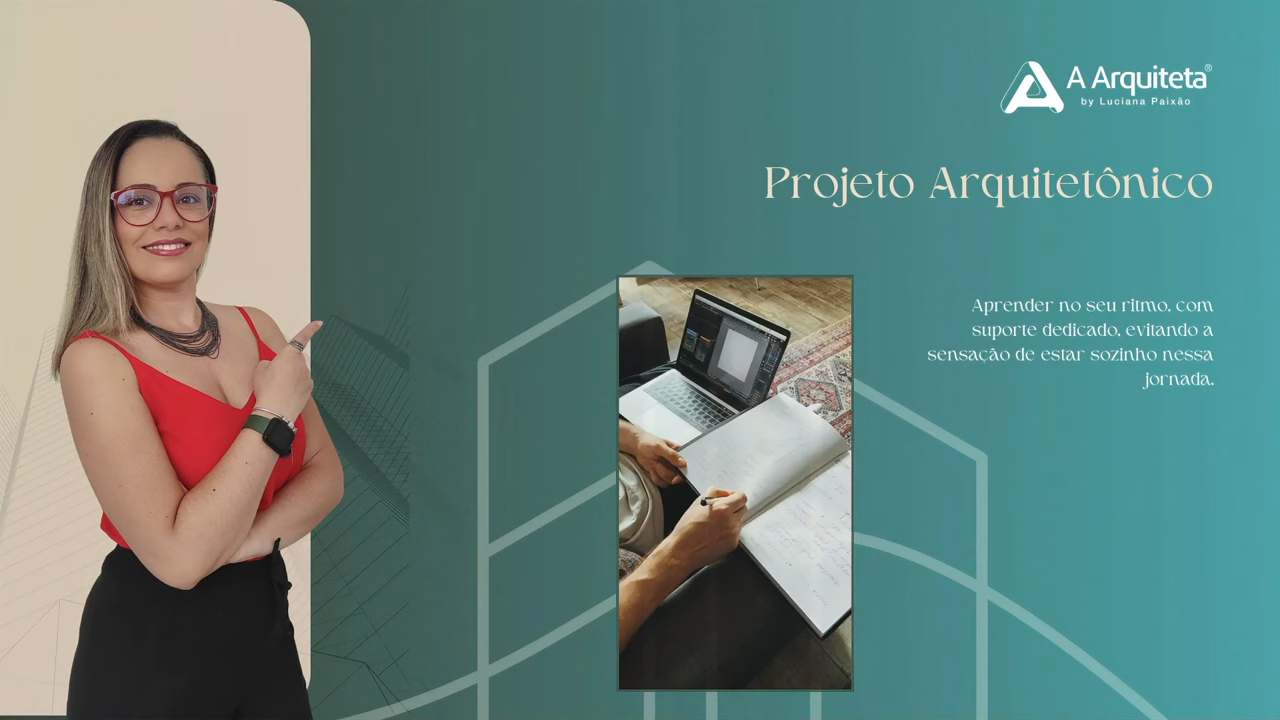 A Arquiteta®
by Luciana Paixão
Projeto Arquitetônico
Aprender no seu ritmo, com
suporte dedicado, evitando a
sensação de estar sozinho nessa
jornada.